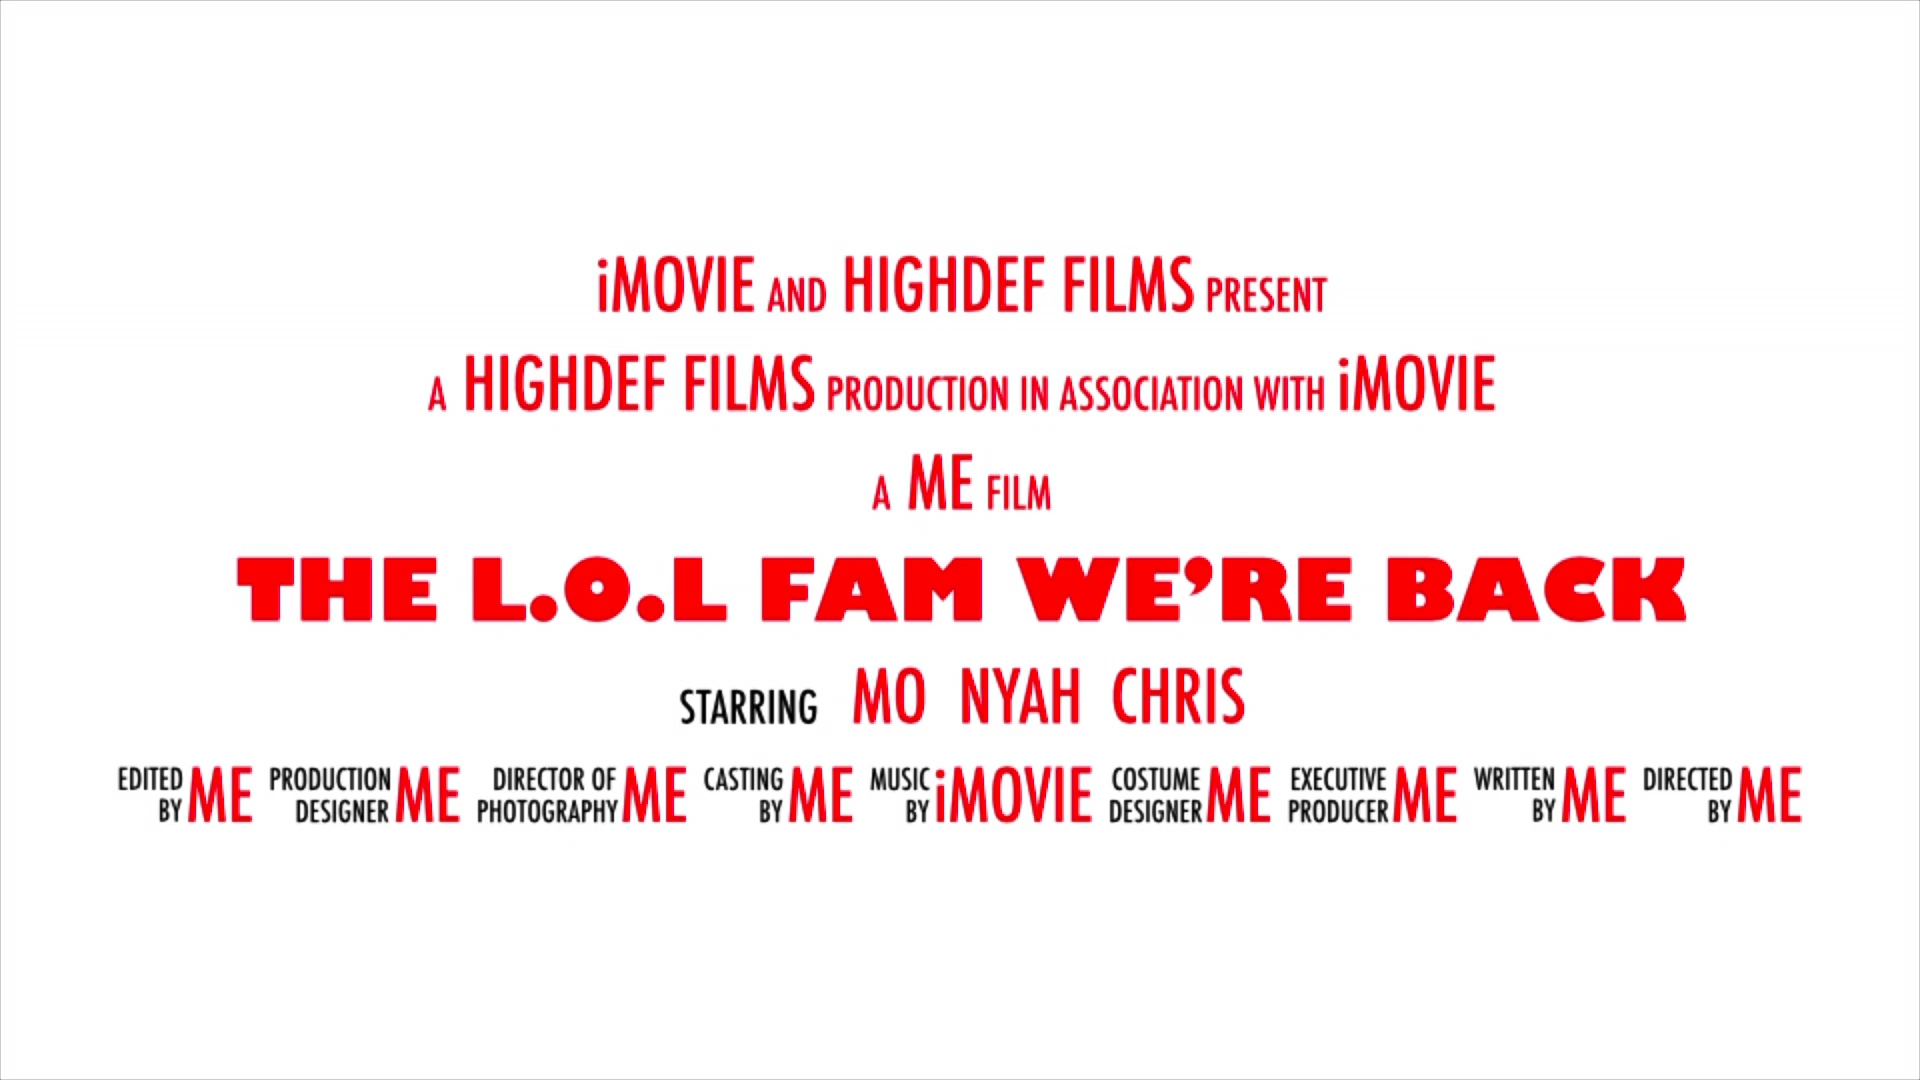 iMOVIE AND HIGHDEF FILMS PRESENT
A HIGHDEF FILMS PRODUCTION IN ASSOCIATION WITH iMOVIE
A ME FILM
THE L.O.L FAM WE'RE BACK
STARRING MO NYAH CHRIS
EDITED BY ME PRODUCTION DESIGNER ME DIRECTOR OF PHOTOGRAPHY ME CASTING BY ME MUSIC BY iMOVIE COSTUME DESIGNER ME EXECUTIVE PRODUCER ME WRITTEN BY ME DIRECTED BY ME